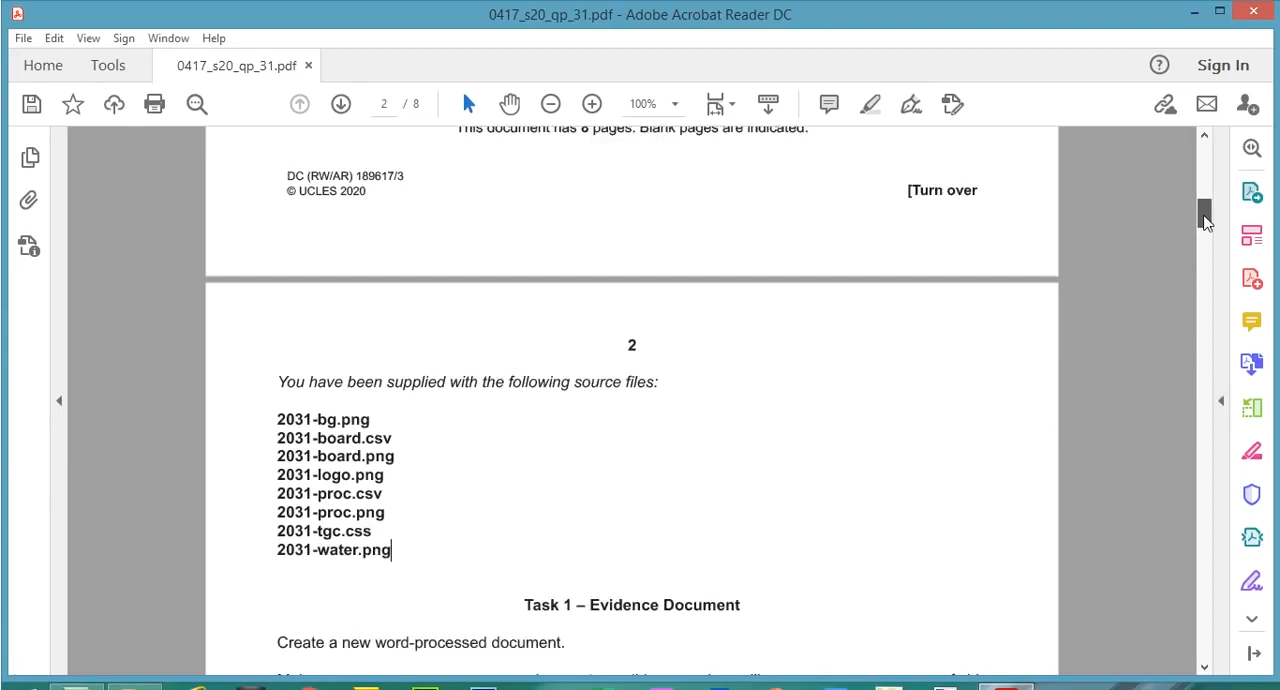 0417_s20_qp_31.pdf - Adobe Acrobat Reader DC
File Edit View Sign Window Help
Home Tools 0417_s20_qp_31.pdf × Sign In
2 / 8 100%
This document has 8 pages. Blank pages are indicated.
DC (RW/AR) 189617/3
© UCLES 2020
[Turn over
2
You have been supplied with the following source files:
2031-bg.png
2031-board.csv
2031-board.png
2031-logo.png
2031-proc.csv
2031-proc.png
2031-tgc.css
2031-water.png
Task 1 – Evidence Document
Create a new word-processed document.